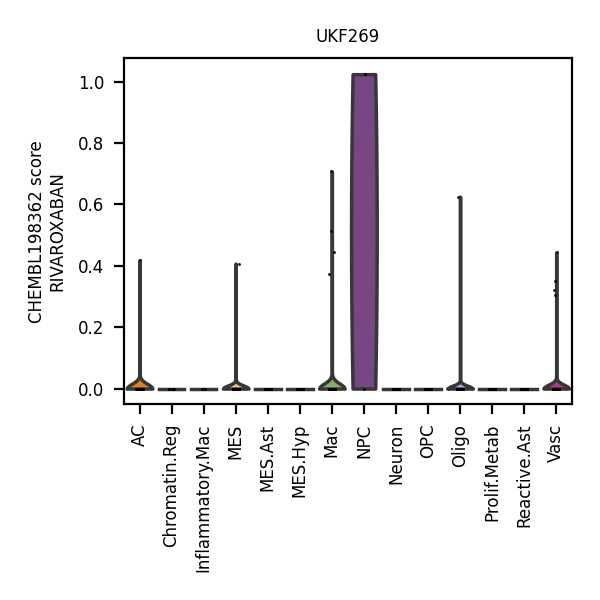 UKF269
CHEMBL198362 score
RIVAROXABAN
1.0
0.8
0.6
0.4
0.2
0.0
AC
Chromatin.Reg
Inflammatory.Mac
MES
MES.Ast
MES.Hyp
Mac
NPC
Neuron
OPC
Oligo
Prolif.Metab
Reactive.Ast
Vasc